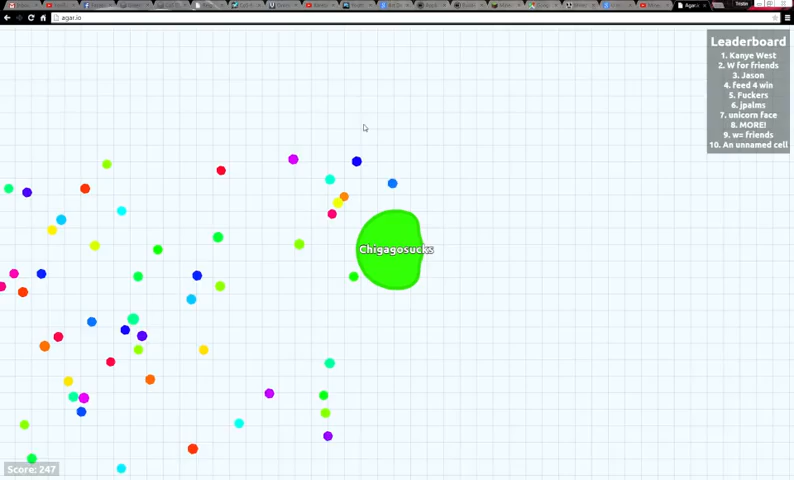 agar.io
Leaderboard
1. Kanye West
2. W for friends
3. Jason
4. feed 4 win
5. Fuckers
6. jpalms
7. unicorn face
8. MORE!
9. w= friends
10. An unnamed cell
Chigagosucks
Score: 247